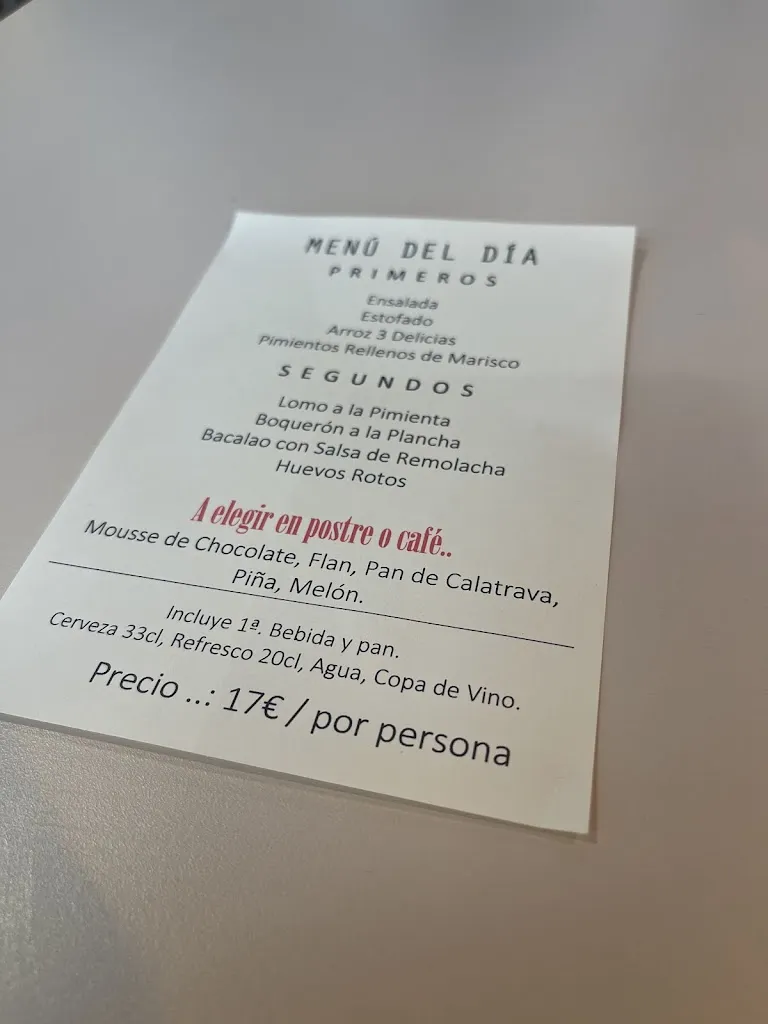 MENÚ DEL DÍA
PRIMEROS
Ensalada
Estofado
Arroz 3 Delicias
Pimientos Rellenos de Marisco
SEGUNDOS
Lomo a la Pimienta
Boquerón a la Plancha
Bacalao con Salsa de Remolacha
Huevos Rotos
A elegir en postre o café..
Mousse de Chocolate, Flan, Pan de Calatrava,
Piña, Melón.
Incluye 1ª. Bebida y pan.
Cerveza 33cl, Refresco 20cl, Agua, Copa de Vino.
Precio ..: 17€ / por persona